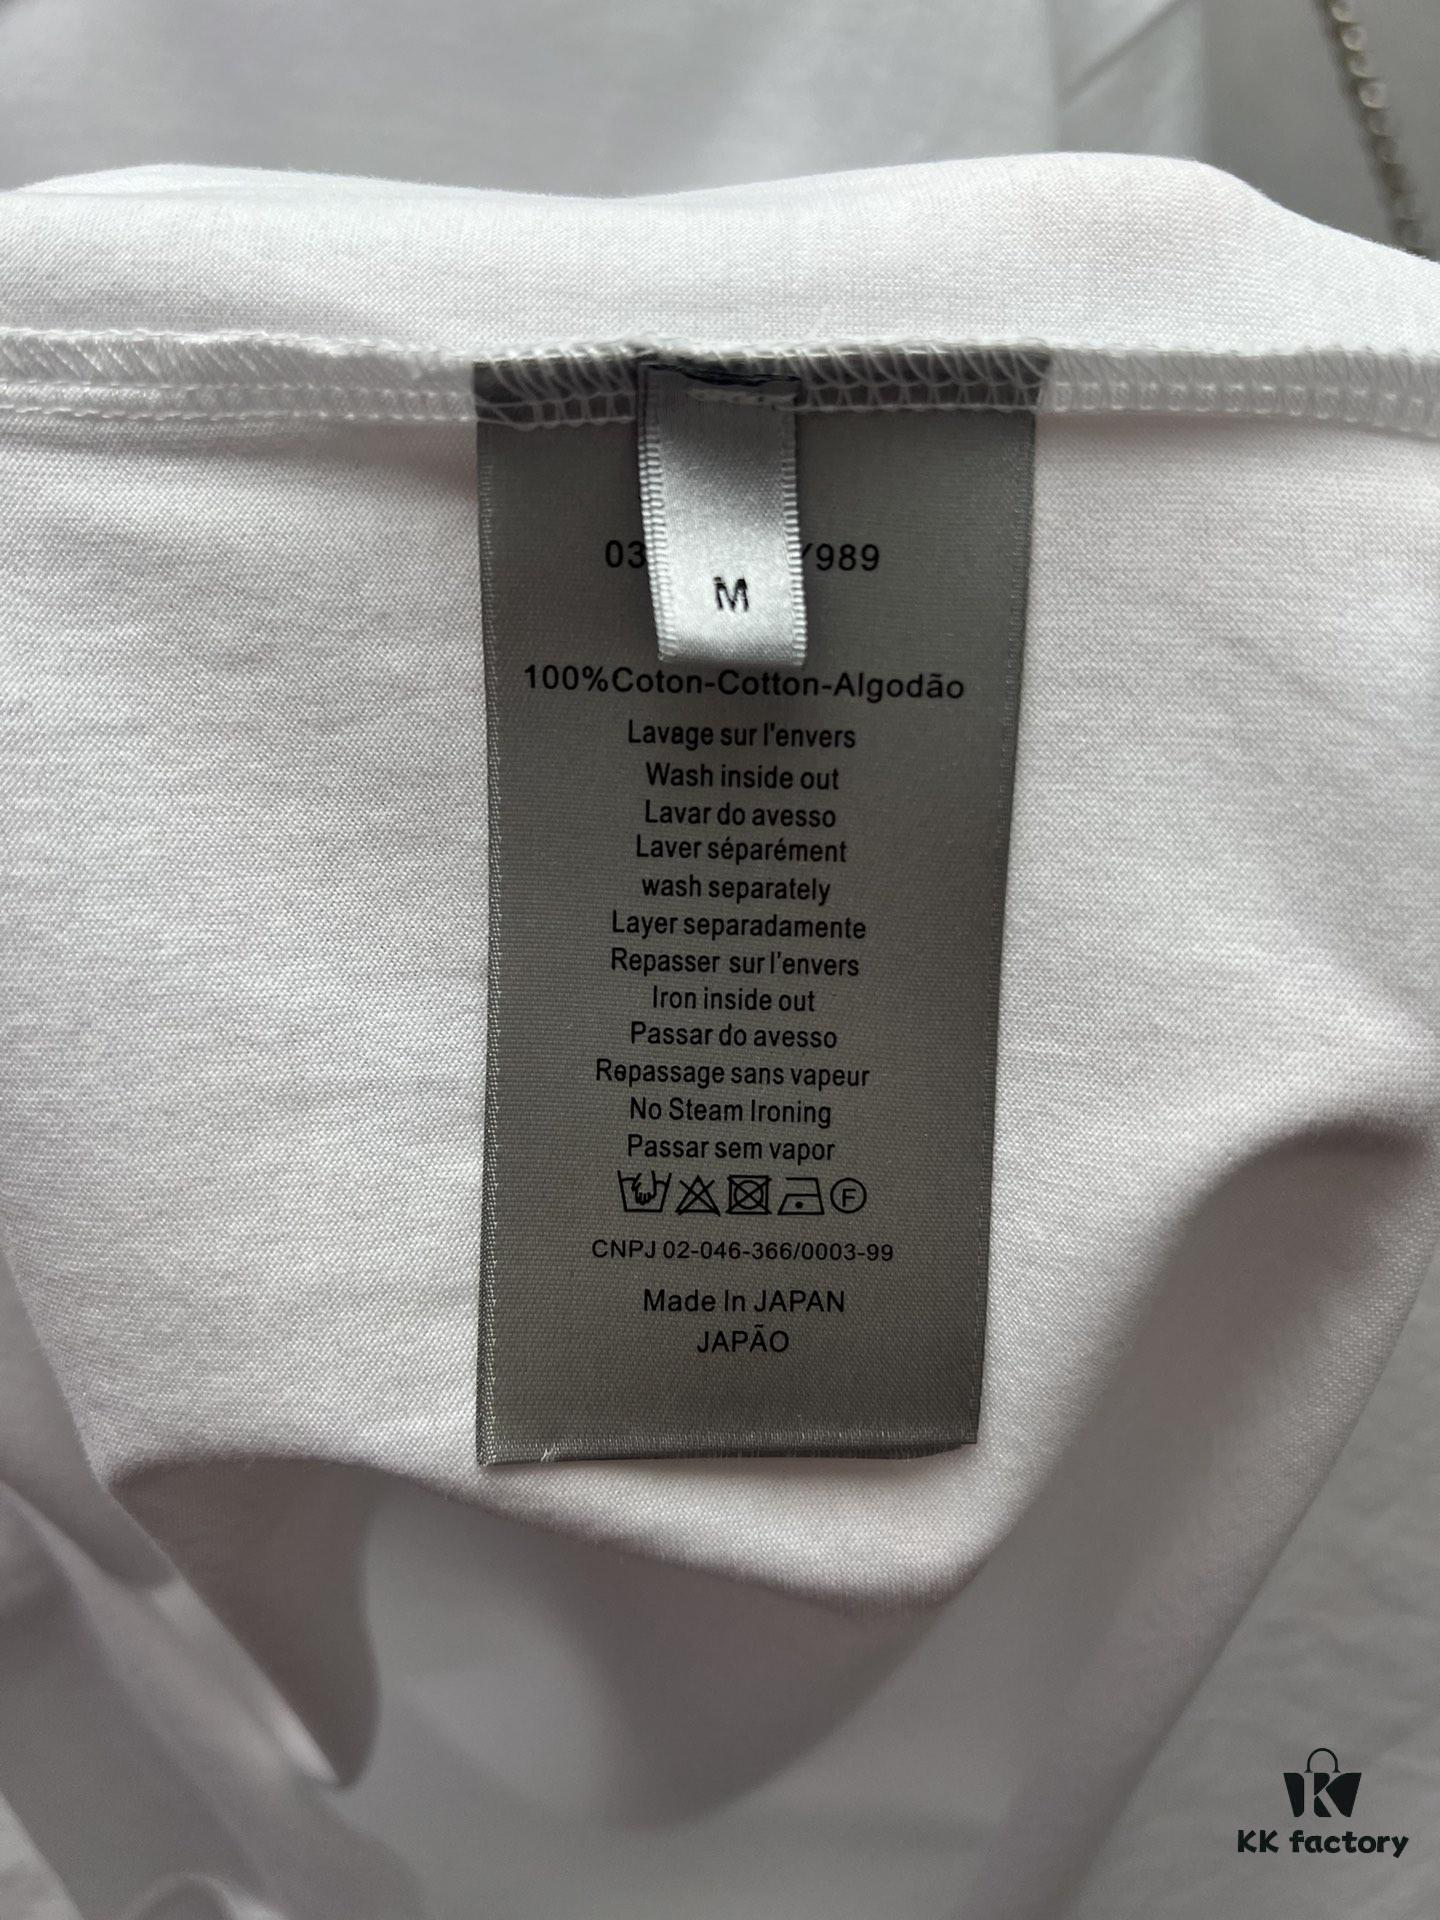 03 /989
M
100%Coton-Cotton-Algodão
Lavage sur l'envers
Wash inside out
Lavar do avesso
Laver séparément
wash separately
Layer separadamente
Repasser sur l'envers
Iron inside out
Passar do avesso
Repassage sans vapeur
No Steam Ironing
Passar sem vapor
F
CNPJ 02-046-366/0003-99
Made In JAPAN
JAPÃO
KK factory